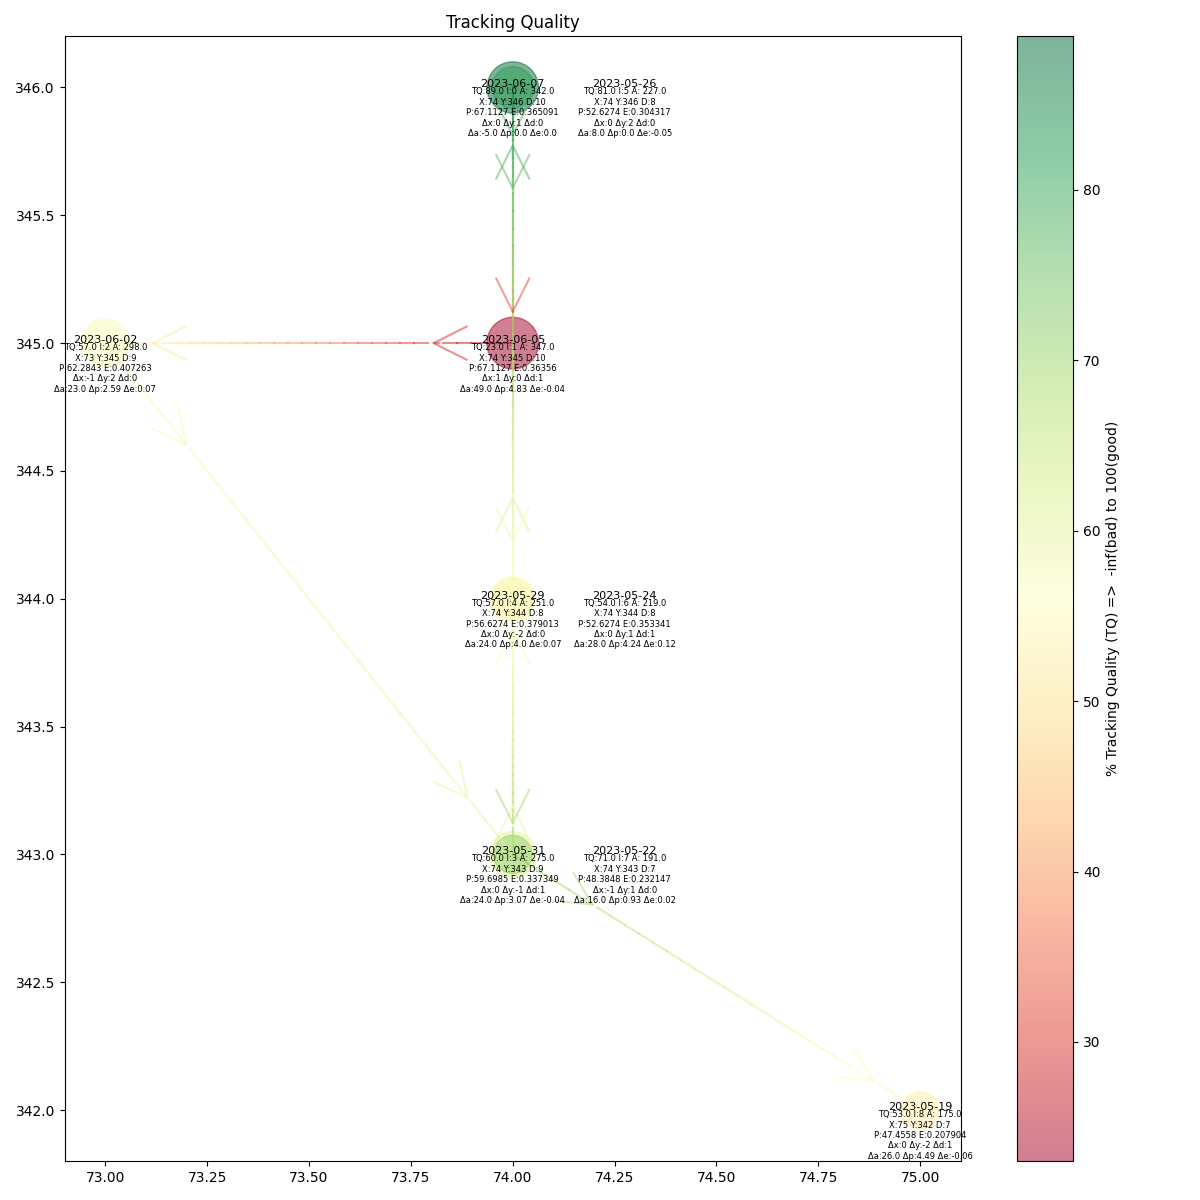 Tracking Quality
346.0
345.5
345.0
344.5
344.0
343.5
343.0
342.5
342.0
2023-06-07
TQ:89.0 I:0 A: 342.0
X:74 Y:346 D:10
P:67.1127 E:0.365091
Δx:0 Δy:1 Δd:0
Δa:-5.0 Δp:0.0 Δe:0.0
2023-05-26
TQ:81.0 I:5 A: 227.0
X:74 Y:346 D:8
P:52.6274 E:0.304317
Δx:0 Δy:2 Δd:0
Δa:8.0 Δp:0.0 Δe:-0.05
2023-06-02
TQ:57.0 I:2 A: 298.0
X:73 Y:345 D:9
P:62.2843 E:0.407263
Δx:-1 Δy:2 Δd:0
Δa:23.0 Δp:2.59 Δe:0.07
2023-06-05
TQ:23.0 I:1 A: 347.0
X:74 Y:345 D:10
P:67.1127 E:0.36356
Δx:1 Δy:0 Δd:1
Δa:49.0 Δp:4.83 Δe:-0.04
2023-05-29
TQ:57.0 I:4 A: 251.0
X:74 Y:344 D:8
P:56.6274 E:0.379013
Δx:0 Δy:-2 Δd:0
Δa:24.0 Δp:4.0 Δe:0.07
2023-05-24
TQ:54.0 I:6 A: 219.0
X:74 Y:344 D:8
P:52.6274 E:0.353341
Δx:0 Δy:1 Δd:1
Δa:28.0 Δp:4.24 Δe:0.12
2023-05-31
TQ:60.0 I:3 A: 275.0
X:74 Y:343 D:9
P:59.6985 E:0.337349
Δx:0 Δy:-1 Δd:1
Δa:24.0 Δp:3.07 Δe:-0.04
2023-05-22
TQ:71.0 I:7 A: 191.0
X:74 Y:343 D:7
P:48.3848 E:0.232147
Δx:-1 Δy:1 Δd:0
Δa:16.0 Δp:0.93 Δe:0.02
2023-05-19
TQ:53.0 I:8 A: 175.0
X:75 Y:342 D:7
P:47.4558 E:0.207904
Δx:0 Δy:-2 Δd:1
Δa:26.0 Δp:4.49 Δe:-0.06
73.00 73.25 73.50 73.75 74.00 74.25 74.50 74.75 75.00
80
70
60
50
40
30
% Tracking Quality (TQ) => -inf(bad) to 100(good)